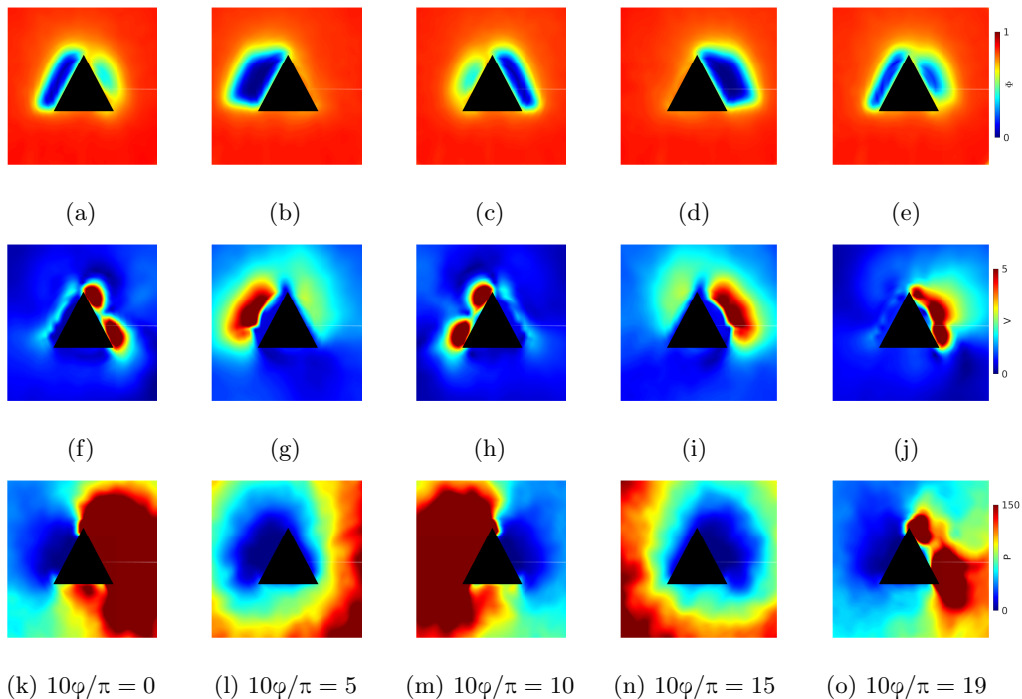 1
Φ
0
(a) (b) (c) (d) (e)
5
V
0
(f) (g) (h) (i) (j)
150
P
0
(k) 10φ/π = 0 (l) 10φ/π = 5 (m) 10φ/π = 10 (n) 10φ/π = 15 (o) 10φ/π = 19